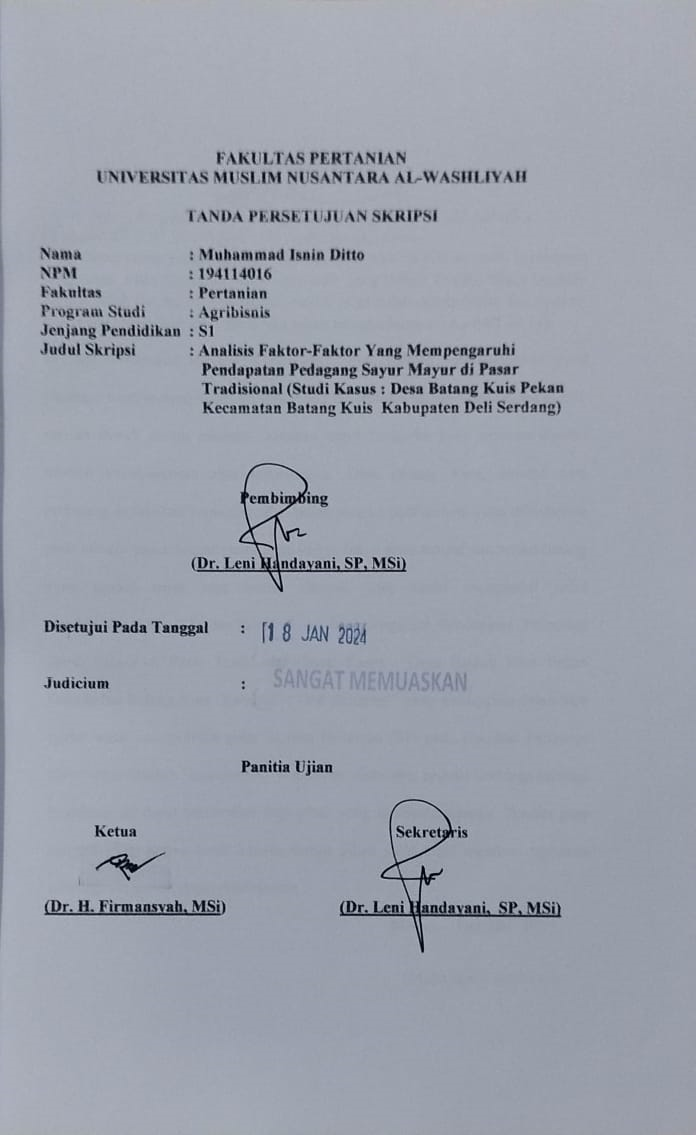 FAKULTAS PERTANIAN
UNIVERSITAS MUSLIM NUSANTARA AL-WASHLIYAH
TANDA PERSETUJUAN SKRIPSI
Nama : Muhammad Isnin Ditto
NPM : 194114016
Fakultas : Pertanian
Program Studi : Agribisnis
Jenjang Pendidikan : S1
Judul Skripsi : Analisis Faktor-Faktor Yang Mempengaruhi
Pendapatan Pedagang Sayur Mayur di Pasar
Tradisional (Studi Kasus : Desa Batang Kuis Pekan
Kecamatan Batang Kuis Kabupaten Deli Serdang)
Pembimbing
(Dr. Leni Handayani, SP, MSi)
Disetujui Pada Tanggal : 18 JAN 2024
Judicium : SANGAT MEMUASKAN
Panitia Ujian
Ketua Sekretaris
(Dr. H. Firmansyah, MSi) (Dr. Leni Handayani, SP, MSi)